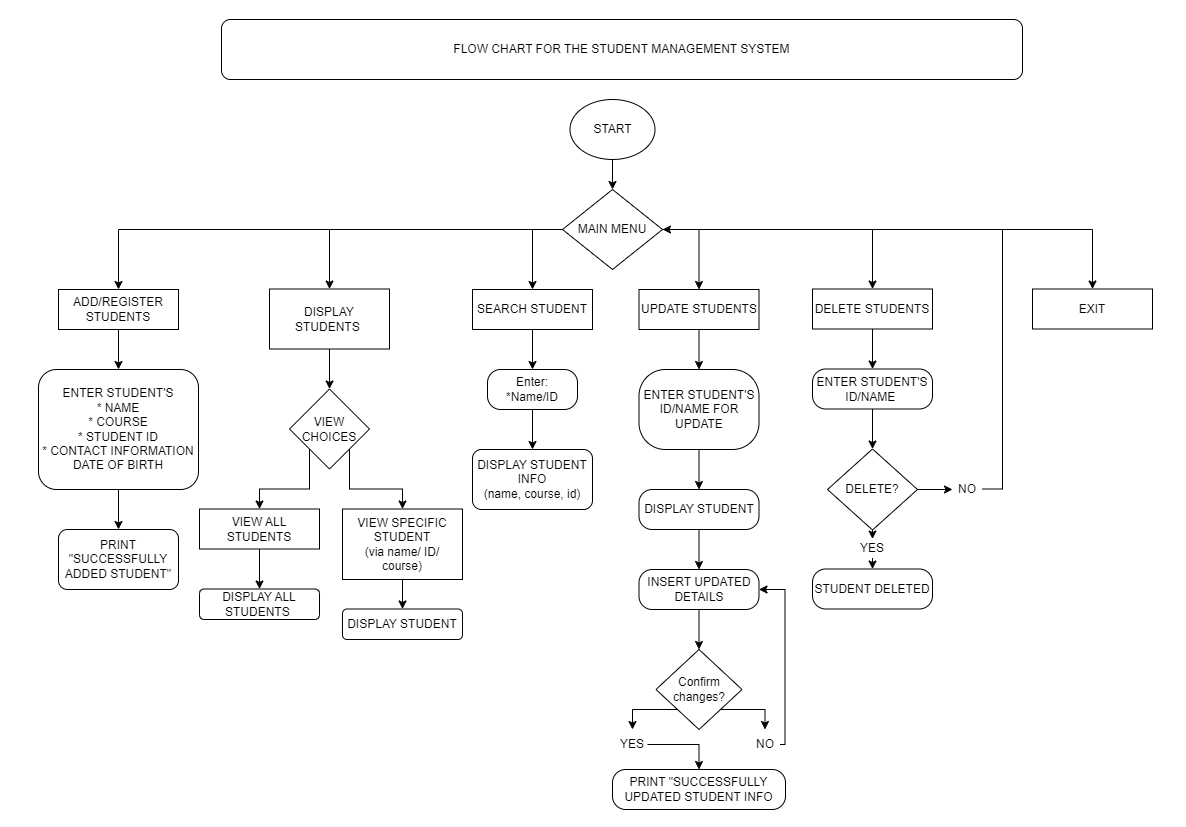 FLOW CHART FOR THE STUDENT MANAGEMENT SYSTEM
START
MAIN MENU
ADD/REGISTER
STUDENTS
ENTER STUDENT'S
* NAME
* COURSE
* STUDENT ID
* CONTACT INFORMATION
DATE OF BIRTH
PRINT
"SUCCESSFULLY
ADDED STUDENT"
DISPLAY
STUDENTS
VIEW
CHOICES
VIEW ALL
STUDENTS
DISPLAY ALL
STUDENTS
VIEW SPECIFIC
STUDENT
(via name/ ID/
course)
DISPLAY STUDENT
SEARCH STUDENT
Enter:
*Name/ID
DISPLAY STUDENT
INFO
(name, course, id)
UPDATE STUDENTS
ENTER STUDENT'S
ID/NAME FOR
UPDATE
DISPLAY STUDENT
INSERT UPDATED
DETAILS
Confirm
changes?
YES
NO
PRINT "SUCCESSFULLY
UPDATED STUDENT INFO
DELETE STUDENTS
ENTER STUDENT'S
ID/NAME
DELETE?
NO
YES
STUDENT DELETED
EXIT